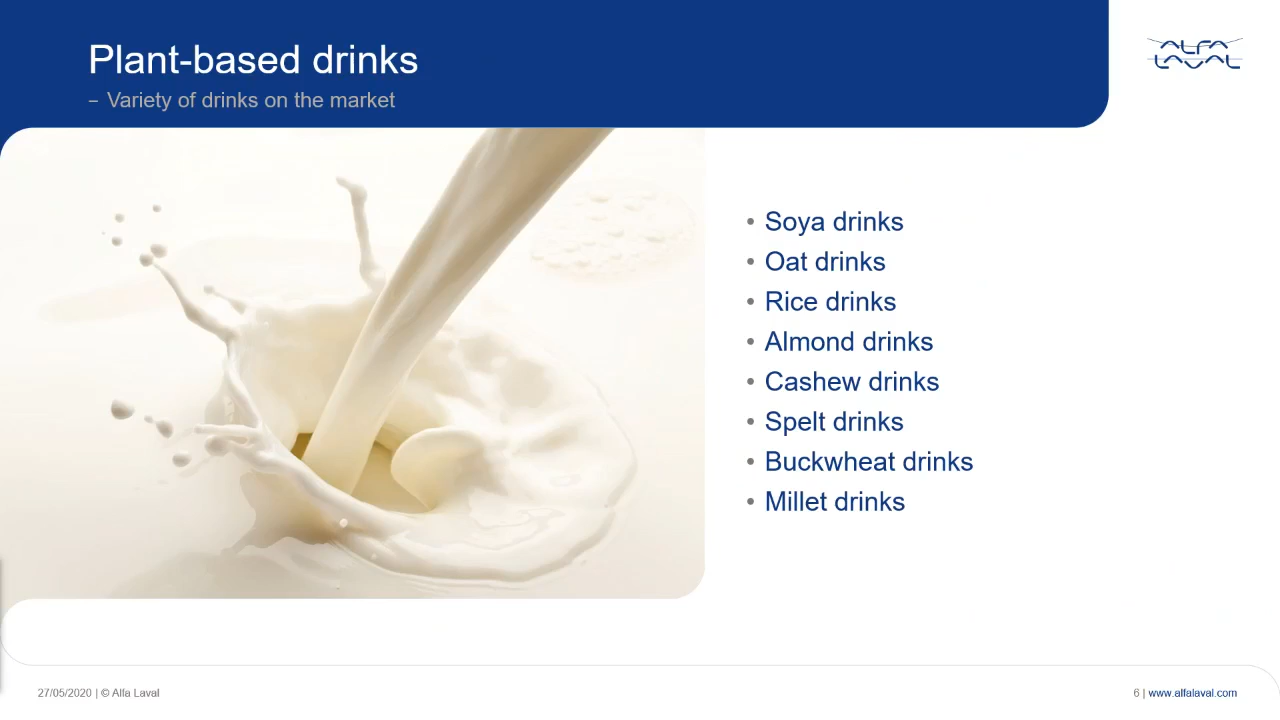 Plant-based drinks
– Variety of drinks on the market
ALFA
LAVAL
• Soya drinks
• Oat drinks
• Rice drinks
• Almond drinks
• Cashew drinks
• Spelt drinks
• Buckwheat drinks
• Millet drinks
27/05/2020 | © Alfa Laval
6 | www.alfalaval.com